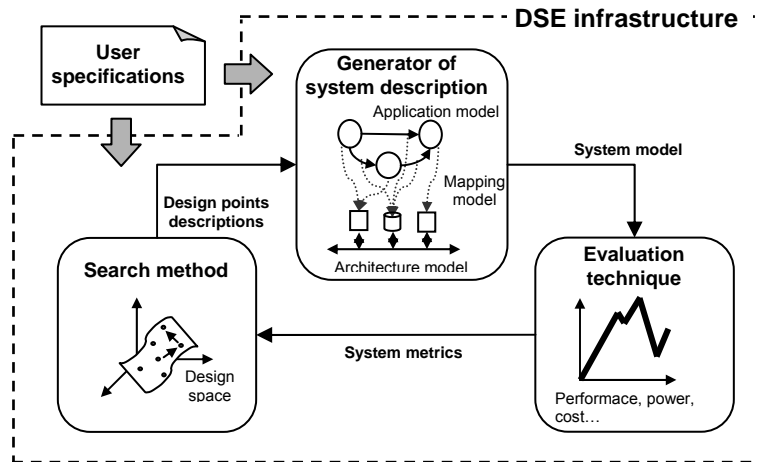 DSE infrastructure
User
specifications
Generator of
system description
Application model
Mapping
model
Architecture model
System model
Design points
descriptions
Search method
Design
space
Evaluation
technique
Performace, power,
cost…
System metrics